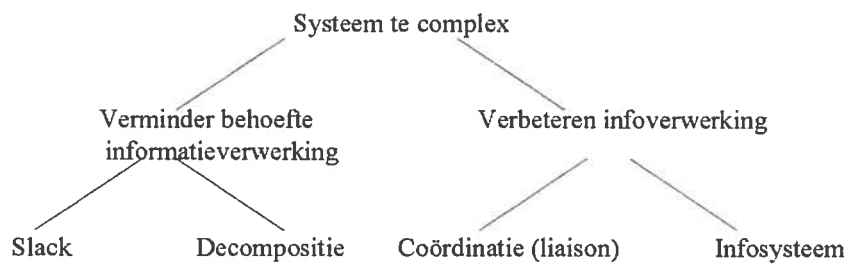 Systeem te complex
Verminder behoefte
informatieverwerking
Verbeteren infoverwerking
Slack
Decompositie
Coördinatie (liaison)
Infosysteem